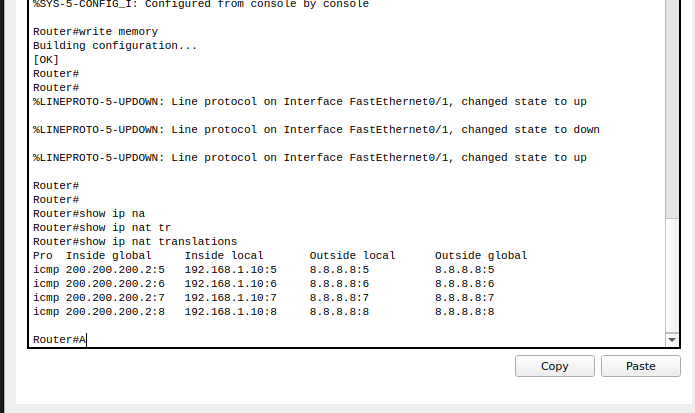 %SYS-5-CONFIG_I: Configured from console by console
Router#write memory
Building configuration...
[OK]
Router#
Router#
%LINEPROTO-5-UPDOWN: Line protocol on Interface FastEthernet0/1, changed state to up
%LINEPROTO-5-UPDOWN: Line protocol on Interface FastEthernet0/1, changed state to down
%LINEPROTO-5-UPDOWN: Line protocol on Interface FastEthernet0/1, changed state to up
Router#
Router#
Router#show ip na
Router#show ip nat tr
Router#show ip nat translations
Pro  Inside global     Inside local       Outside local      Outside global
icmp 200.200.200.2:5   192.168.1.10:5     8.8.8.8:5          8.8.8.8:5
icmp 200.200.200.2:6   192.168.1.10:6     8.8.8.8:6          8.8.8.8:6
icmp 200.200.200.2:7   192.168.1.10:7     8.8.8.8:7          8.8.8.8:7
icmp 200.200.200.2:8   192.168.1.10:8     8.8.8.8:8          8.8.8.8:8
Router#A
Copy Paste